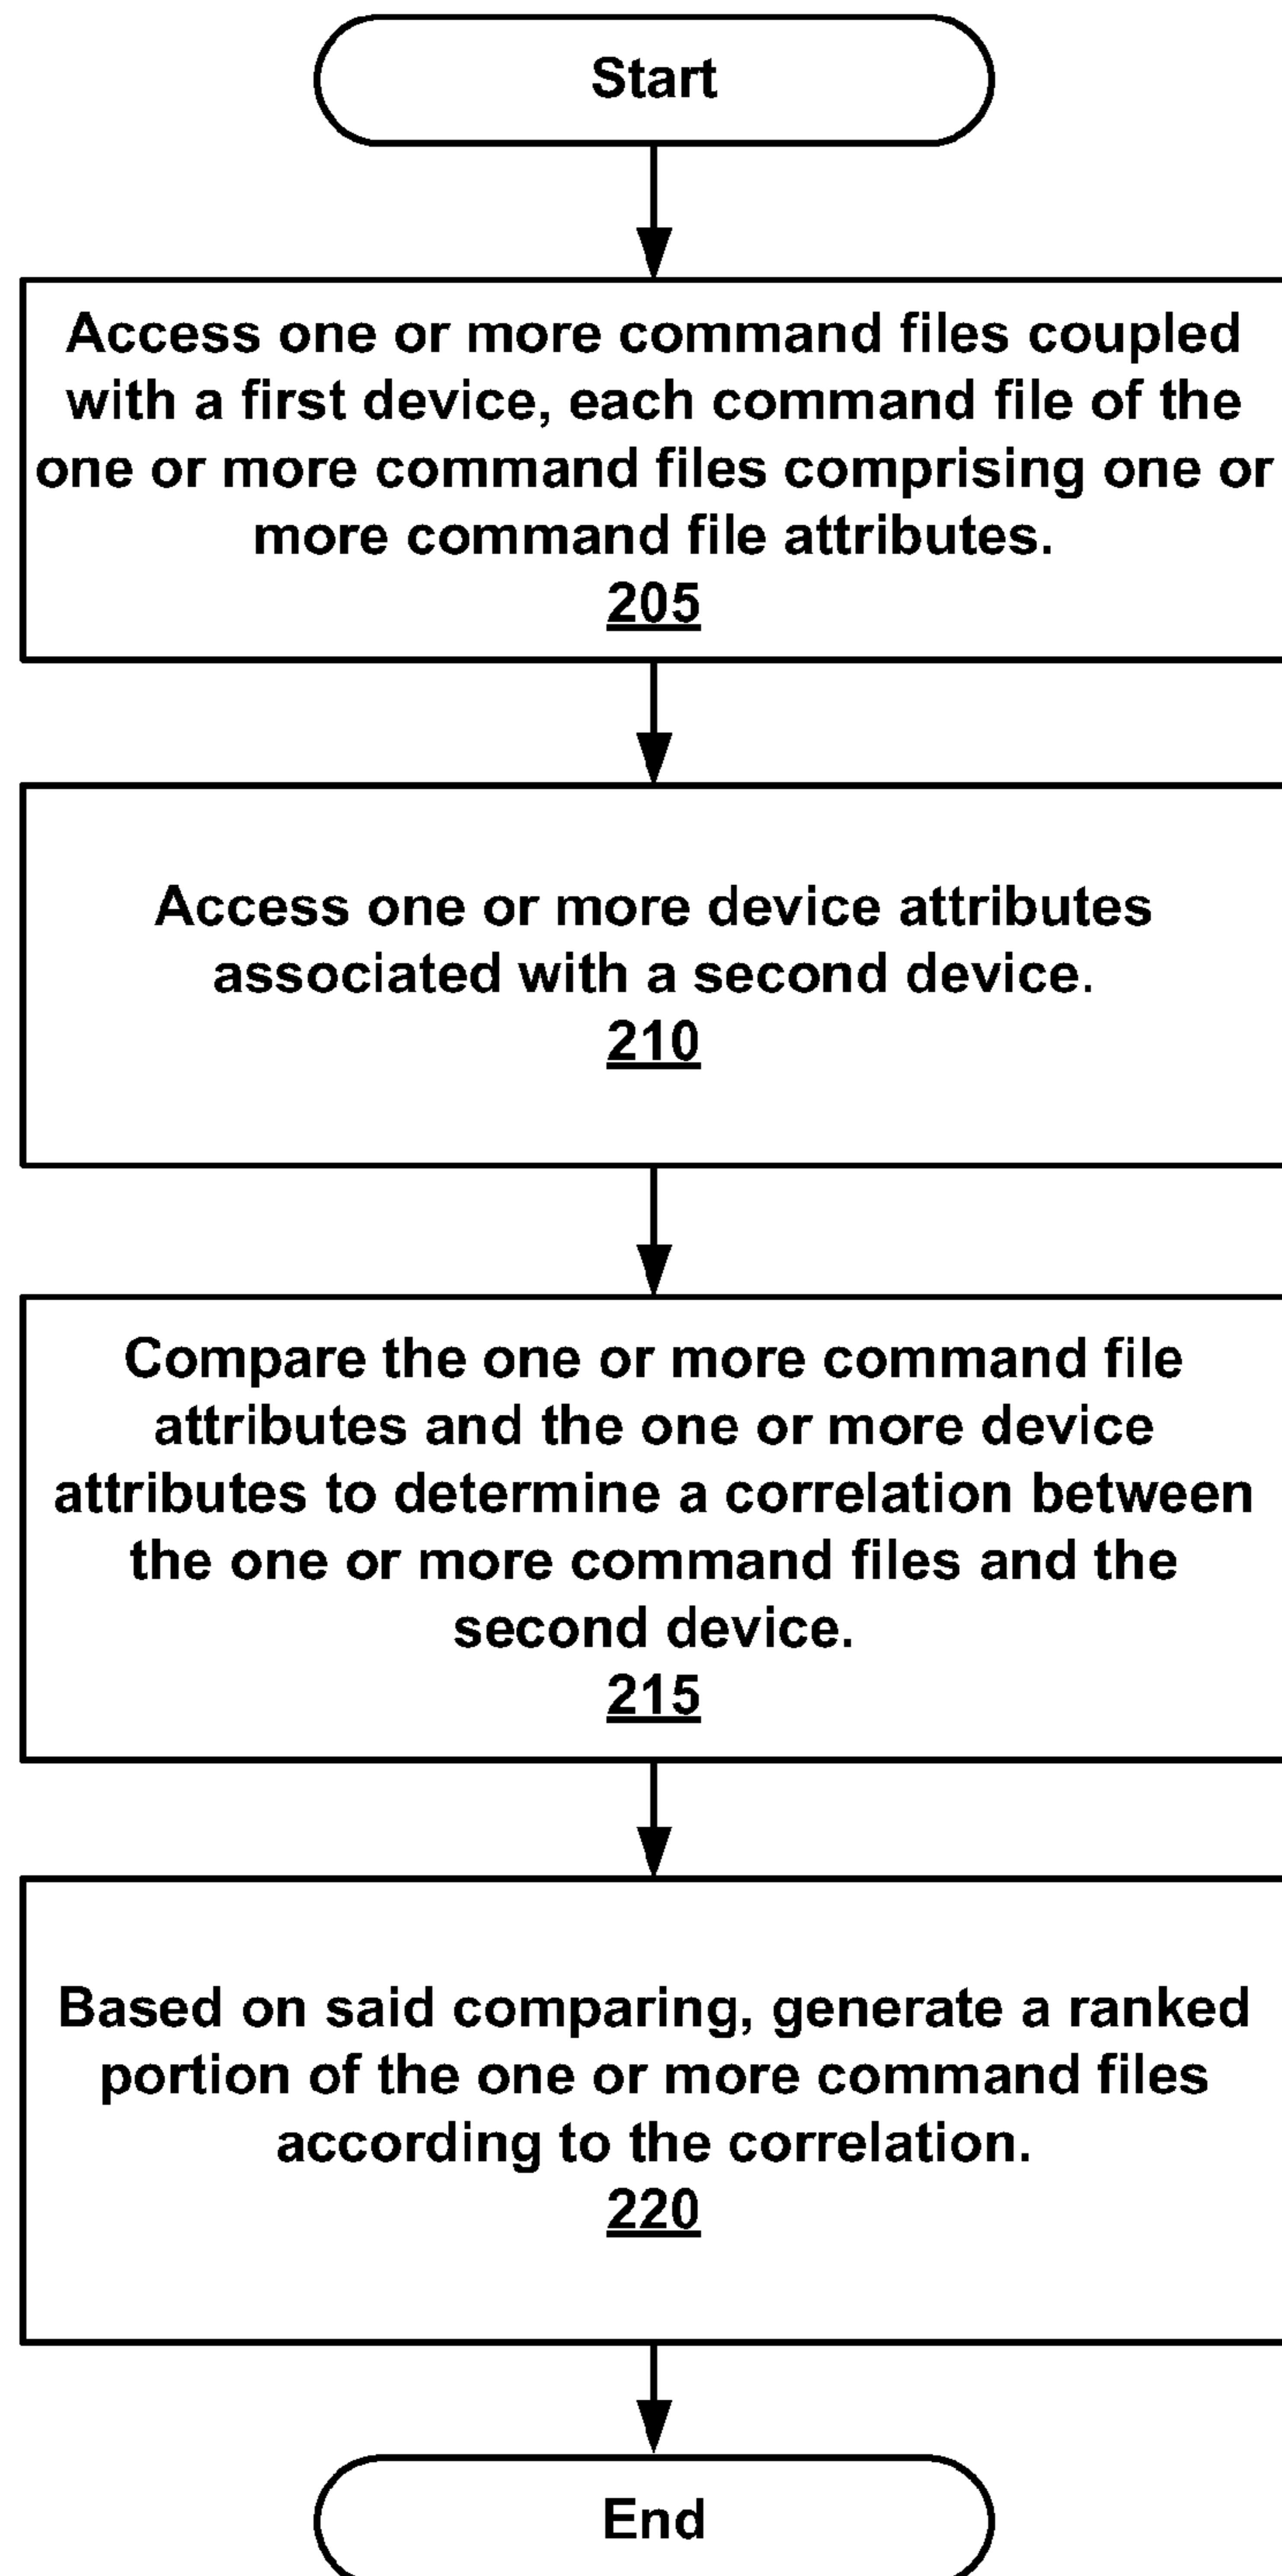 Start
Access one or more command files coupled
with a first device, each command file of the
one or more command files comprising one or
more command file attributes.
205
Access one or more device attributes
associated with a second device.
210
Compare the one or more command file
attributes and the one or more device
attributes to determine a correlation between
the one or more command files and the
second device.
215
Based on said comparing, generate a ranked
portion of the one or more command files
according to the correlation.
220
End